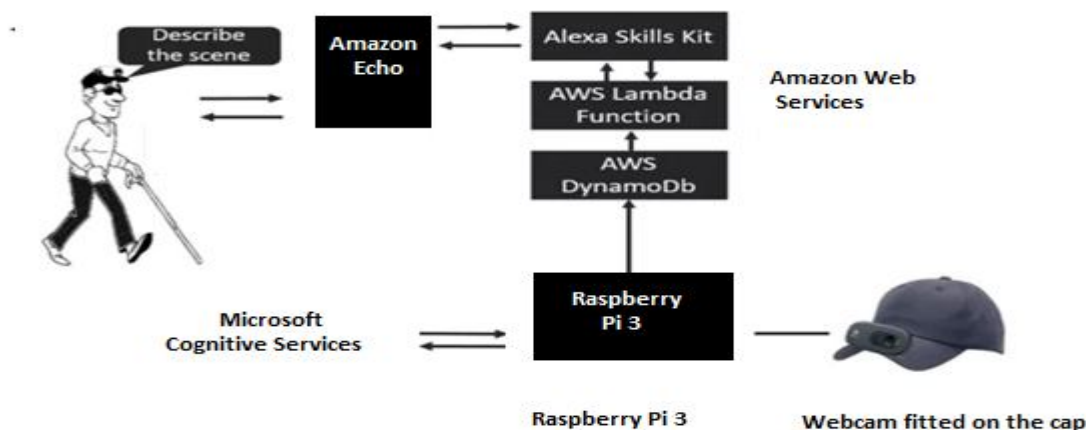 Describe
the scene
Amazon
Echo
Alexa Skills Kit
AWS Lambda
Function
Amazon Web
Services
AWS
DynamoDb
Raspberry
Pi 3
Microsoft
Cognitive Services
Raspberry Pi 3
Webcam fitted on the cap